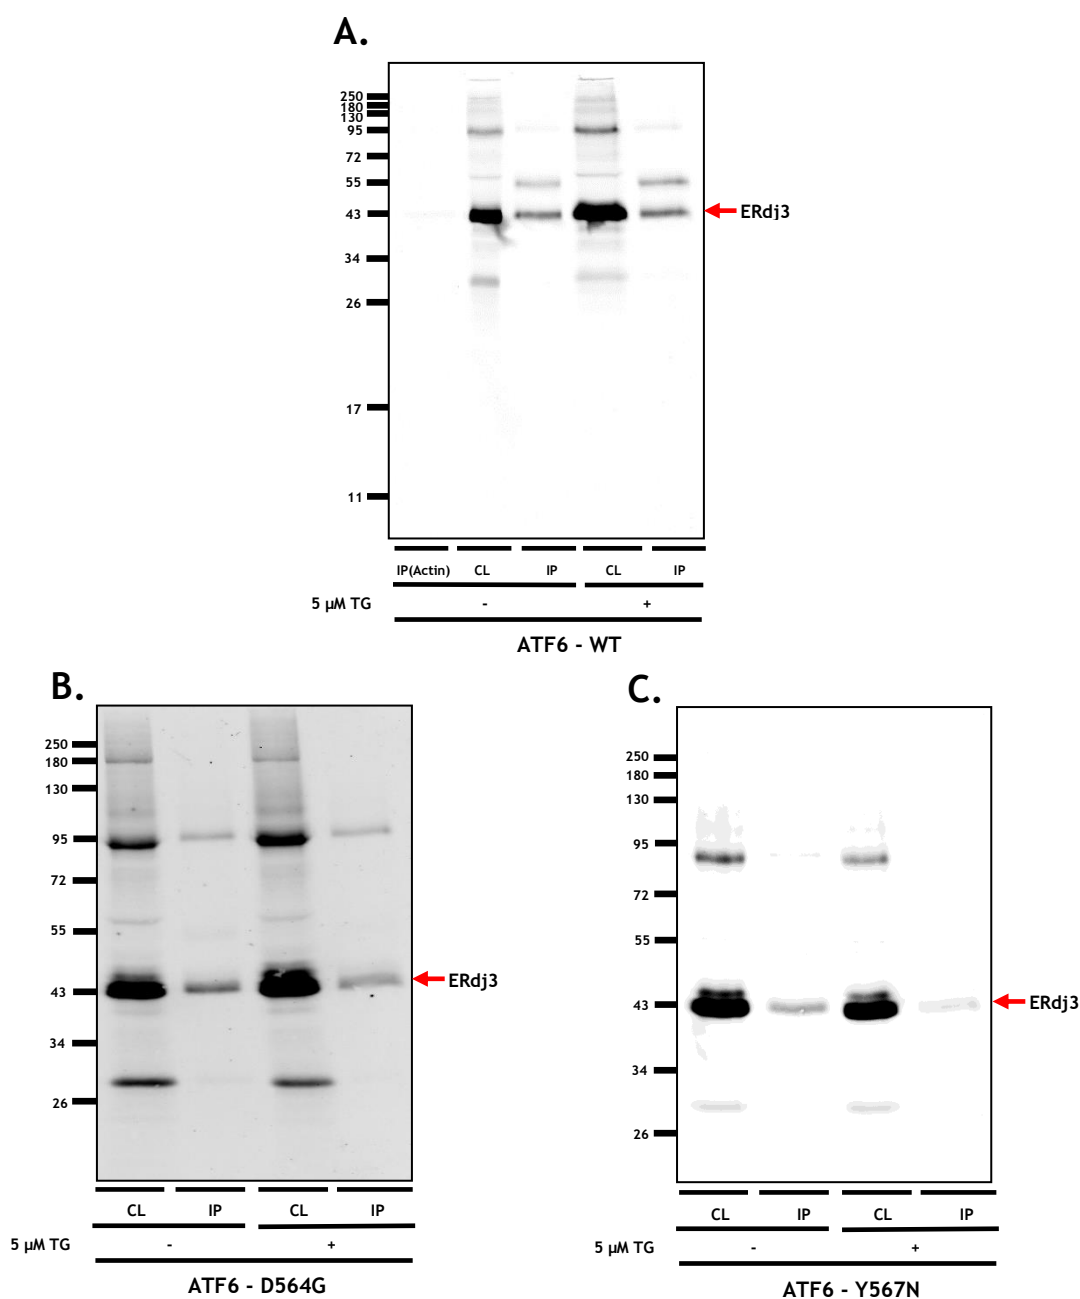 A.
250
180
130
95
72
55
43
34
26
17
11
ERdj3
IP(Actin) CL IP CL IP
5 µM TG - +
ATF6 - WT
B.
250
180
130
95
72
55
43
34
26
ERdj3
CL IP CL IP
5 µM TG - +
ATF6 - D564G
C.
250
180
130
95
72
55
43
34
26
ERdj3
CL IP CL IP
5 µM TG - +
ATF6 - Y567N